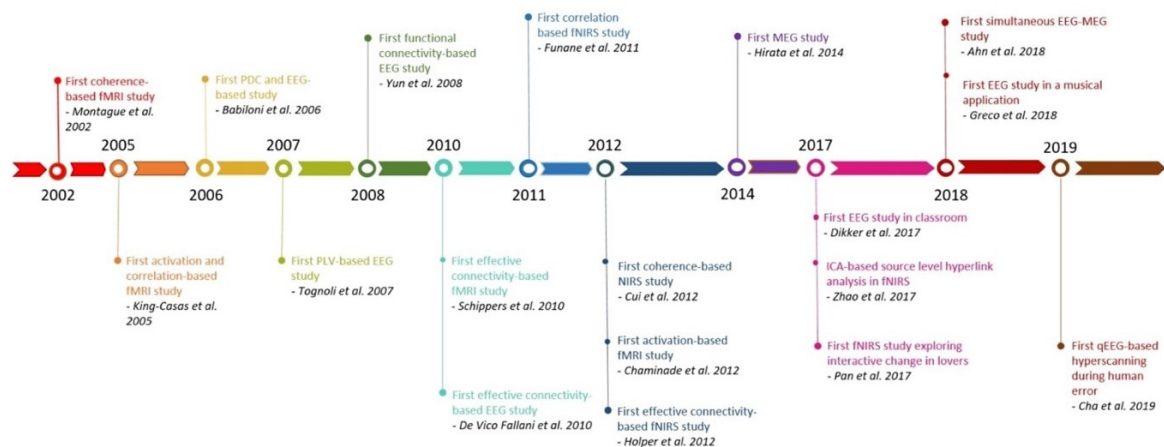 First coherence-
based fMRI study
- Montague et al.
2002
2002
2005
First activation and
correlation-based
fMRI study
- King-Casas et al.
2005
First PDC and EEG-
based study
- Babiloni et al. 2006
2006
2007
First PLV-based EEG
study
- Tognoli et al. 2007
First functional
connectivity-based
EEG study
- Yun et al. 2008
2008
2010
First effective
connectivity-based
fMRI study
- Schippers et al. 2010
First effective connectivity-
based EEG study
- De Vico Fallani et al. 2010
First correlation
based fNIRS study
- Funane et al. 2011
2011
2012
First coherence-based
NIRS study
- Cui et al. 2012
First activation-based
fMRI study
- Chaminade et al. 2012
First effective connectivity-
based fNIRS study
- Holper et al. 2012
First MEG study
- Hirata et al. 2014
2014
2017
First EEG study in classroom
- Dikker et al. 2017
ICA-based source level hyperlink
analysis in fNIRS
- Zhao et al. 2017
First fNIRS study exploring
interactive change in lovers
- Pan et al. 2017
First simultaneous EEG-MEG
study
- Ahn et al. 2018
First EEG study in a musical
application
- Greco et al. 2018
2018
2019
First qEEG-based
hyperscanning
during human
error
- Cha et al. 2019